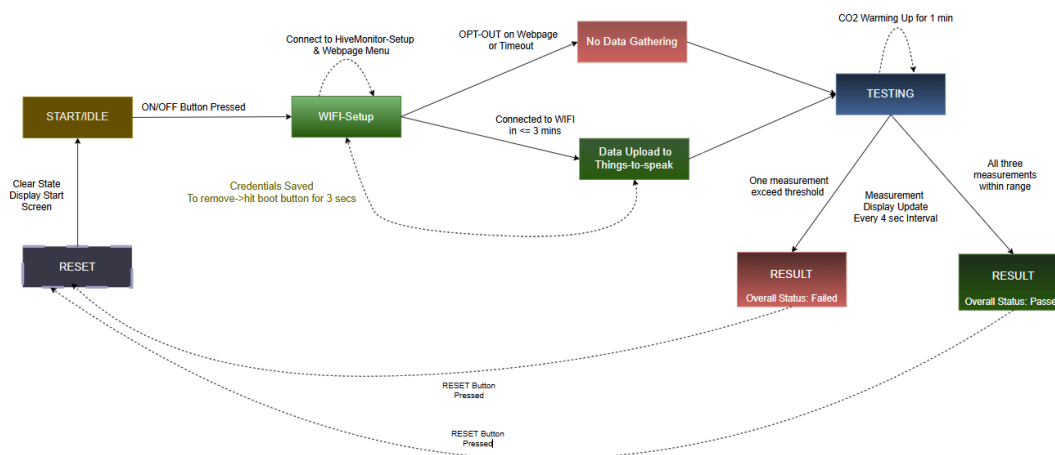 Connect to HiveMonitor-Setup
& Webpage Menu
OPT-OUT on Webpage
or Timeout
No Data Gathering
CO2 Warming Up for 1 min
START/IDLE
ON/OFF Button Pressed
WIFI-Setup
TESTING
Connected to WIFI
in <= 3 mins
Data Upload to
Things-to-speak
Clear State
Display Start
Screen
Credentials Saved
To remove->hit boot button for 3 secs
One measurement
exceed threshold
Measurement
Display Update
Every 4 sec Interval
All three
measurements
within range
RESET
RESULT
Overall Status: Failed
RESULT
Overall Status: Passe
RESET Button
Pressed
RESET Button
Pressed